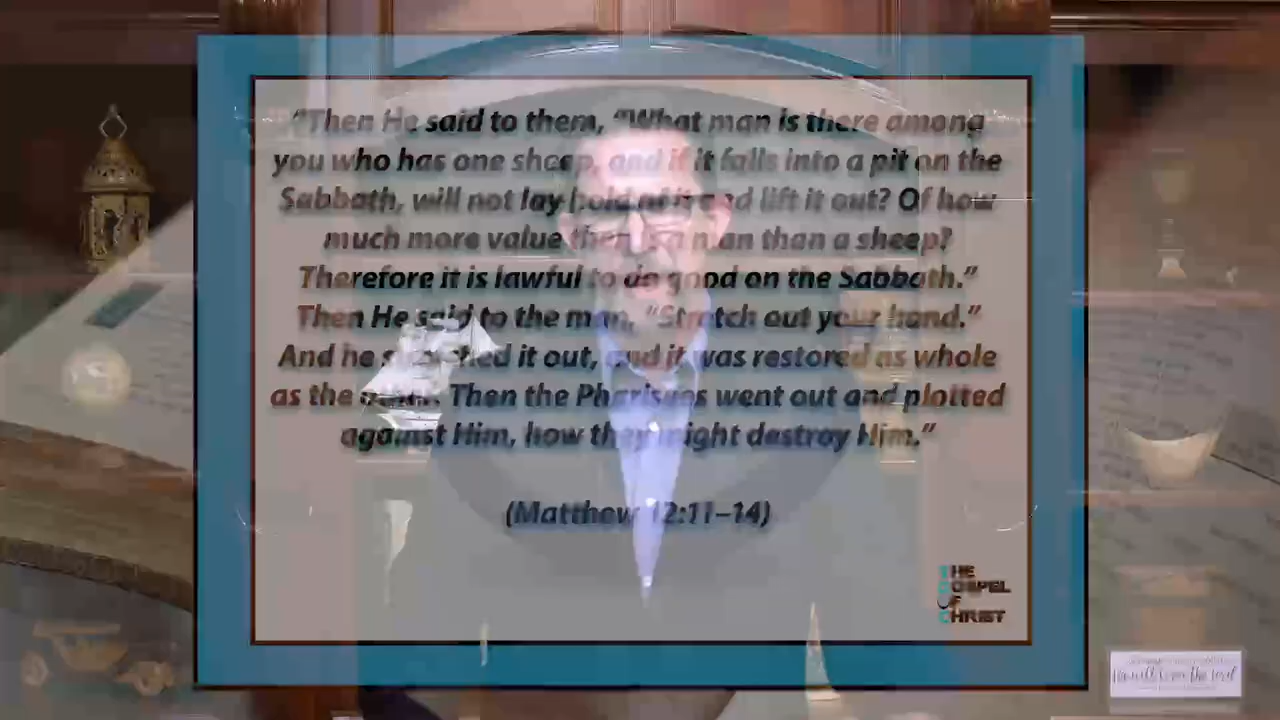 “Then He said to them, “What man is there among
you who has one sheep, and if it falls into a pit on the
Sabbath, will not lay hold of it and lift it out? Of how
much more value then is a man than a sheep?
Therefore it is lawful to do good on the Sabbath.”
Then He said to the man, “Stretch out your hand.”
And he stretched it out, and it was restored as whole
as the other. Then the Pharisees went out and plotted
against Him, how they might destroy Him.”
(Matthew 12:11–14)
THE
GOSPEL
OF
CHRIST
the Lord